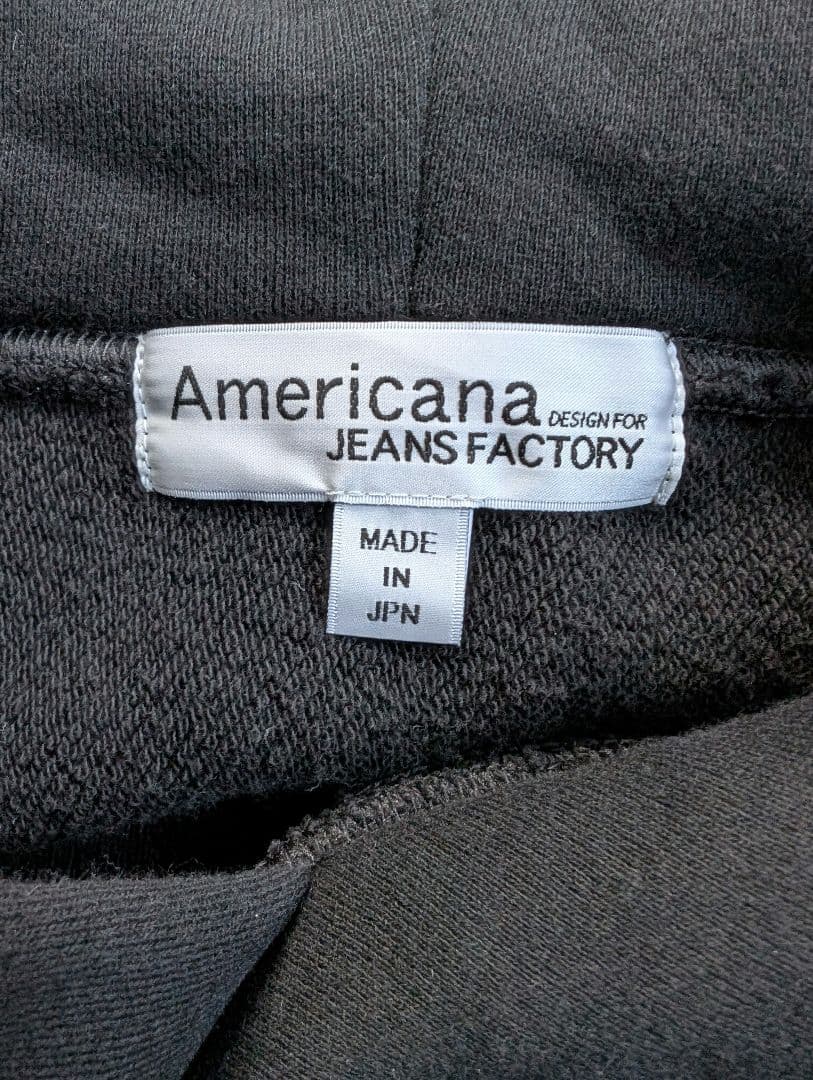 Americana DESIGN FOR
JEANS FACTORY
MADE
IN
JPN